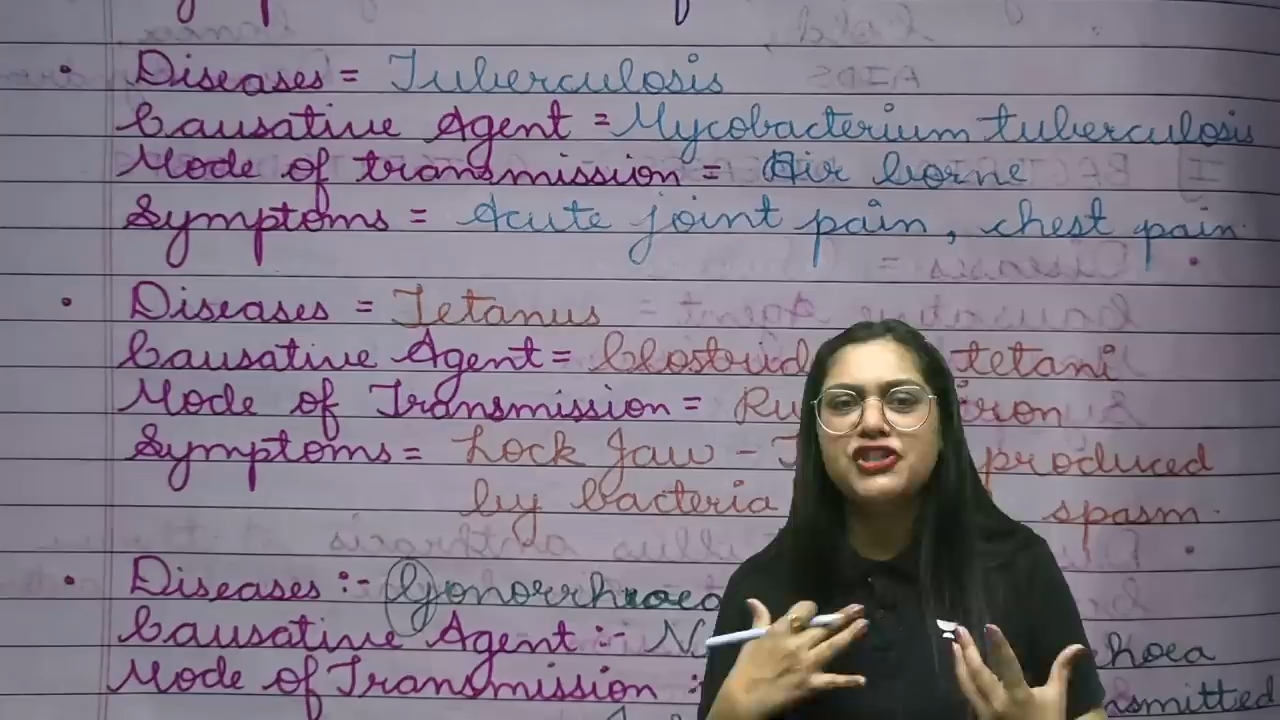 Diseases = Tuberculosis
Causative Agent = Mycobacterium tuberculosis
Mode of transmission = Air borne
Symptoms = Acute joint pain, chest pain.
Diseases = Tetanus
Causative Agent = tetani
Mode of Transmission = iron
Symptoms = Lock Jaw - produced
by bacteria spasm.
Diseases :- Gonorrhoea
Causative Agent :-
Mode of Transmission :